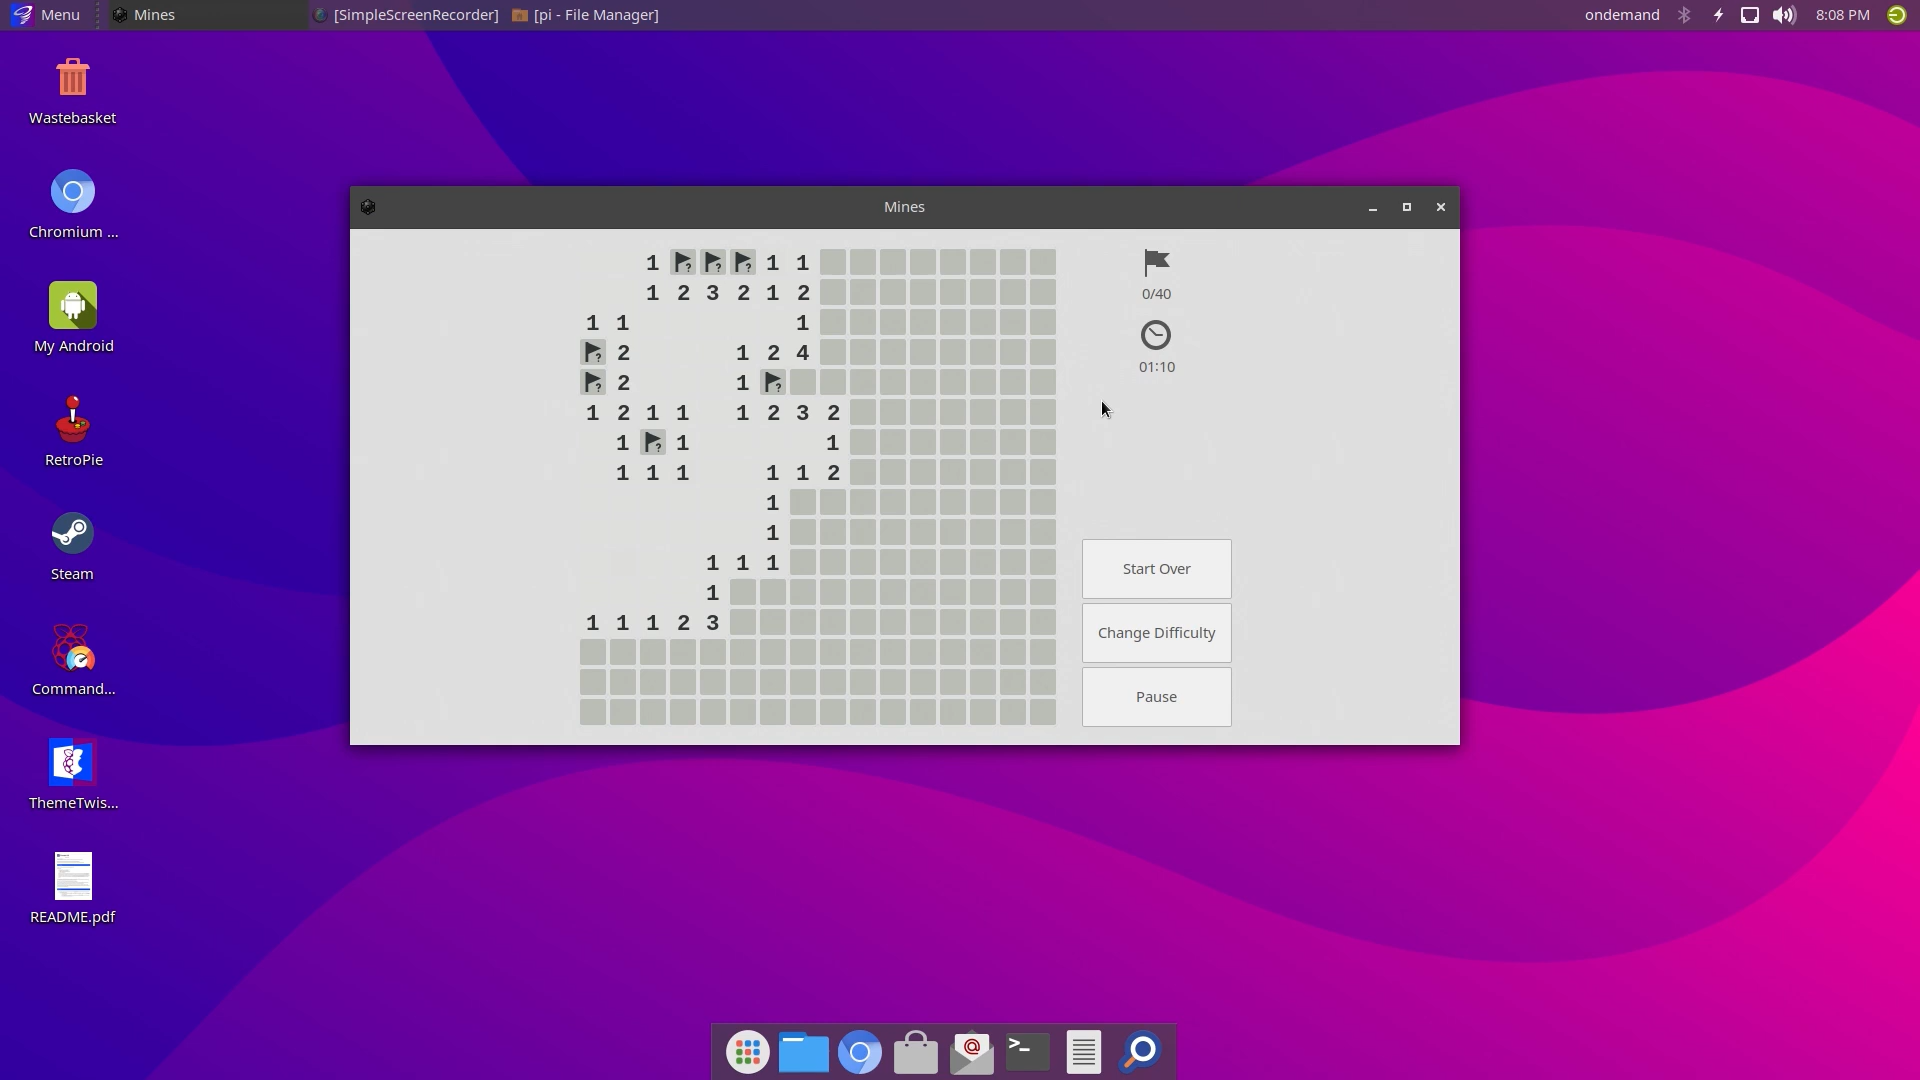 Menu Mines [SimpleScreenRecorder] [pi - File Manager] ondemand 8:08 PM
Wastebasket
Chromium ...
My Android
RetroPie
Steam
Command...
ThemeTwis...
README.pdf
Mines
1 ? ? ? 1 1
1 2 3 2 1 2
1 1 1
? 2 1 2 4
? 2 1 ?
1 2 1 1 1 2 3 2
1 ? 1 1
1 1 1 1 1 2
1
1
1 1 1
1
1 1 1 2 3
0/40
01:10
Start Over
Change Difficulty
Pause
@
>_